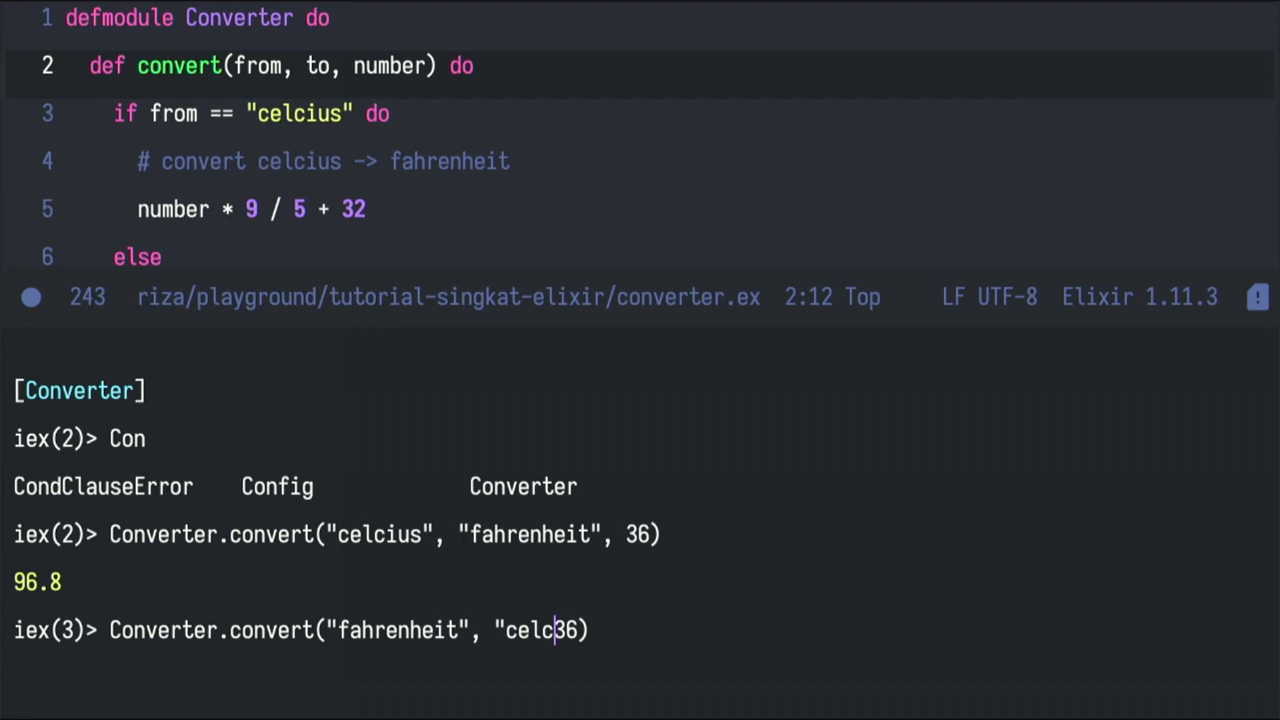 1 defmodule Converter do
2 def convert(from, to, number) do
3 if from == "celcius" do
4 # convert celcius -> fahrenheit
5 number * 9 / 5 + 32
6 else
243 riza/playground/tutorial-singkat-elixir/converter.ex 2:12 Top LF UTF-8 Elixir 1.11.3
[Converter]
iex(2)> Con
CondClauseError Config Converter
iex(2)> Converter.convert("celcius", "fahrenheit", 36)
96.8
iex(3)> Converter.convert("fahrenheit", "celc36)